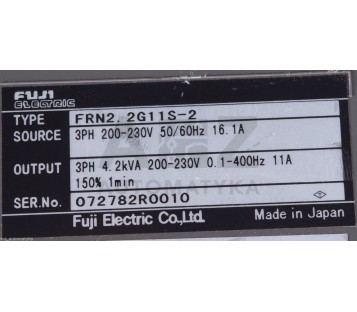 FUJI
ELECTRIC
TYPE FRN2.2G11S-2
SOURCE 3PH 200-230V 50/60Hz 16.1A
OUTPUT 3PH 4.2kVA 200-230V 0.1-400Hz 11A
150% 1min
AUTOMATYKA
SER.No. 072782R0010
Fuji Electric Co.,Ltd. Made in Japan